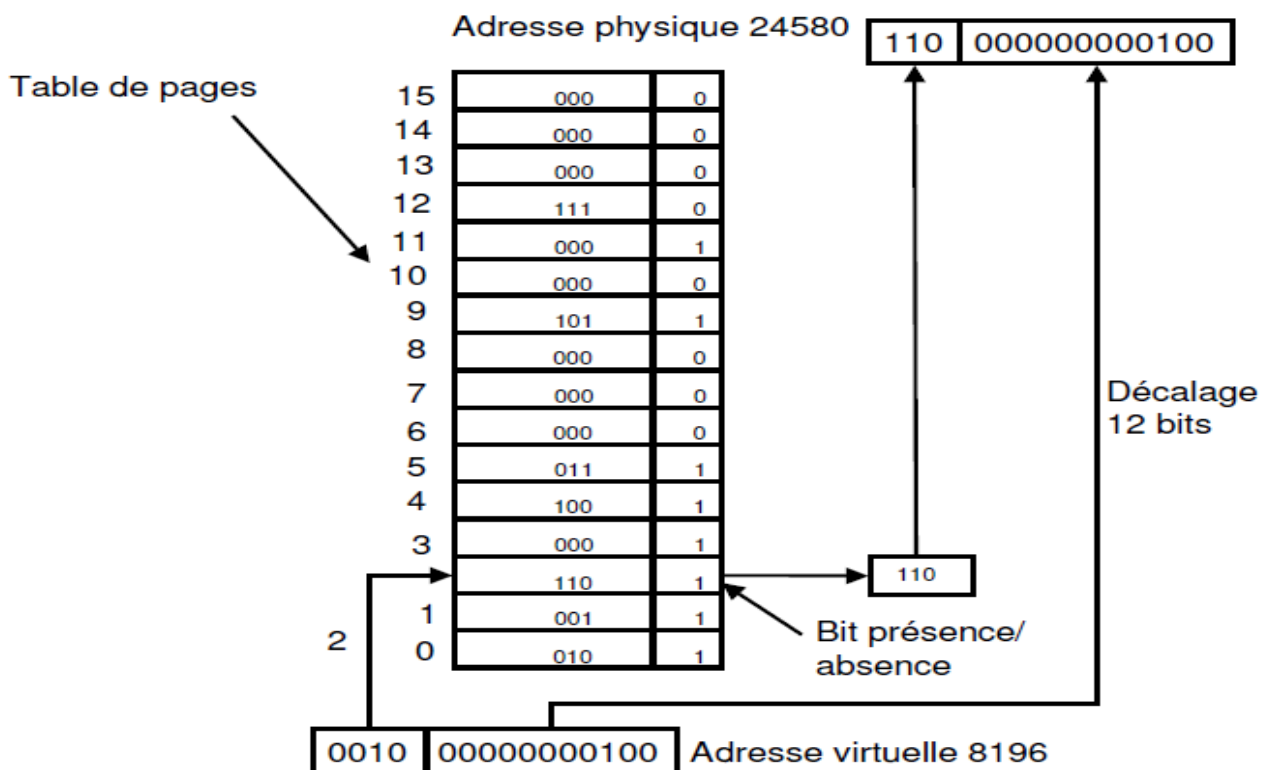 Adresse physique 24580
110 000000000100
Table de pages
15 000 0
14 000 0
13 000 0
12 111 0
11 000 1
10 000 0
9 101 1
8 000 0
7 000 0
6 000 0
5 011 1
4 100 1
3 000 1
110 1
1 001 1
0 010 1
2
110
Décalage
12 bits
Bit présence/
absence
0010 00000000100 Adresse virtuelle 8196